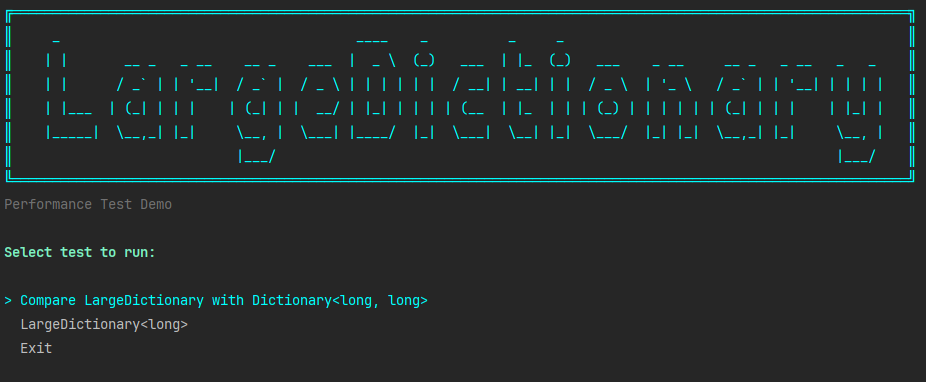 LargeDictionary
Performance Test Demo
Select test to run:
> Compare LargeDictionary with Dictionary<long, long>
LargeDictionary<long>
Exit